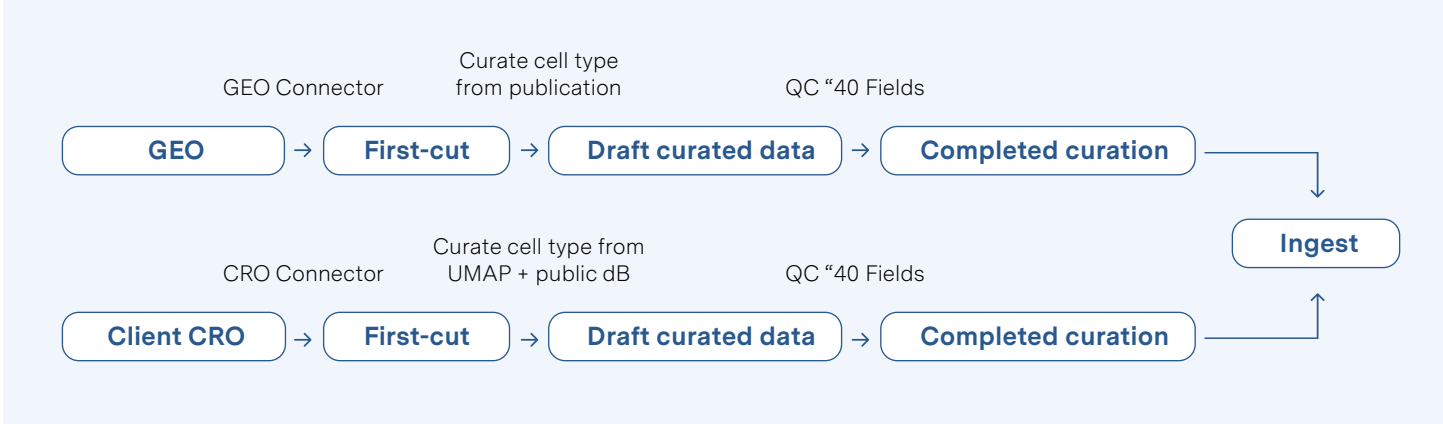 Curate cell type
GEO Connector
from publication
QC “40 Fields
GEO
First-cut
Draft curated data
Completed curation
Ingest
Curate cell type from
CRO Connector
UMAP + public dB
QC “40 Fields
Client CRO
First-cut
Draft curated data
Completed curation